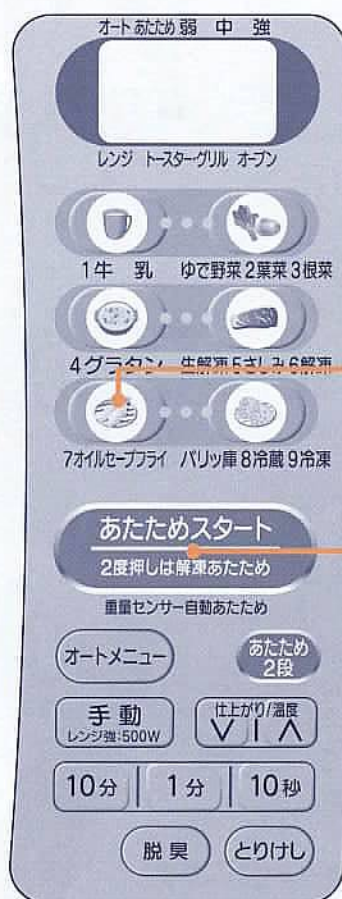 オートあたため 弱 中 強
レンジ トースター・グリル オーブン
1牛 乳 ゆで野菜 2葉菜 3根菜
4グラタン 生解凍 5さしみ 6解凍
7オイルセーブフライ パリッ庫 8冷蔵 9冷凍
あたためスタート
2度押しは解凍あたため
重量センサー自動あたため
オートメニュー
あたため
2段
手 動
レンジ強:500W
仕上がり/温度
10分 1分 10秒
脱 臭 とりけし